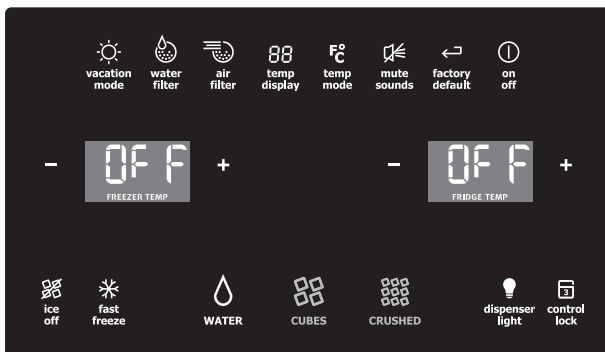 88 F° C
vacation mode water filter air filter temp display temp mode mute sounds factory default on off
- OFF + - OFF +
FREEZER TEMP FRIDGE TEMP
3
ice off fast freeze WATER CUBES CRUSHED dispenser light control lock